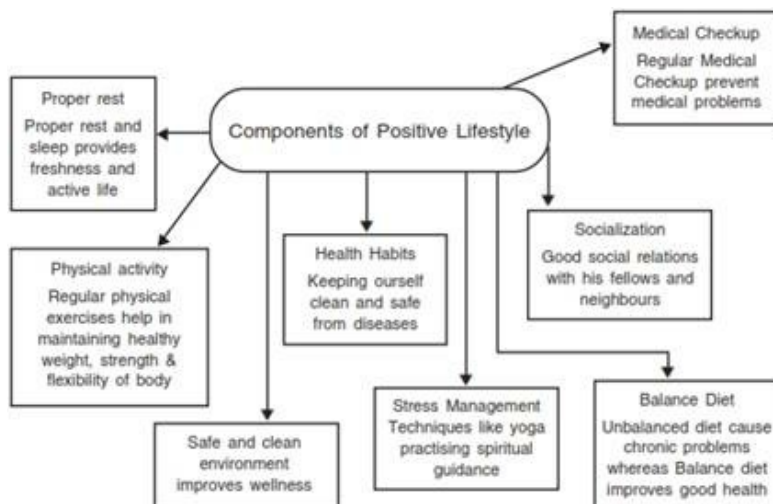 Components of Positive Lifestyle
Medical Checkup
Regular Medical
Checkup prevent
medical problems
Proper rest
Proper rest and
sleep provides
freshness and
active life
Physical activity
Regular physical
exercises help in
maintaining healthy
weight, strength &
flexibility of body
Health Habits
Keeping ourself
clean and safe
from diseases
Socialization
Good social relations
with his fellows and
neighbours
Safe and clean
environment
improves wellness
Stress Management
Techniques like yoga
practising spiritual
guidance
Balance Diet
Unbalanced diet cause
chronic problems
whereas Balance diet
improves good health